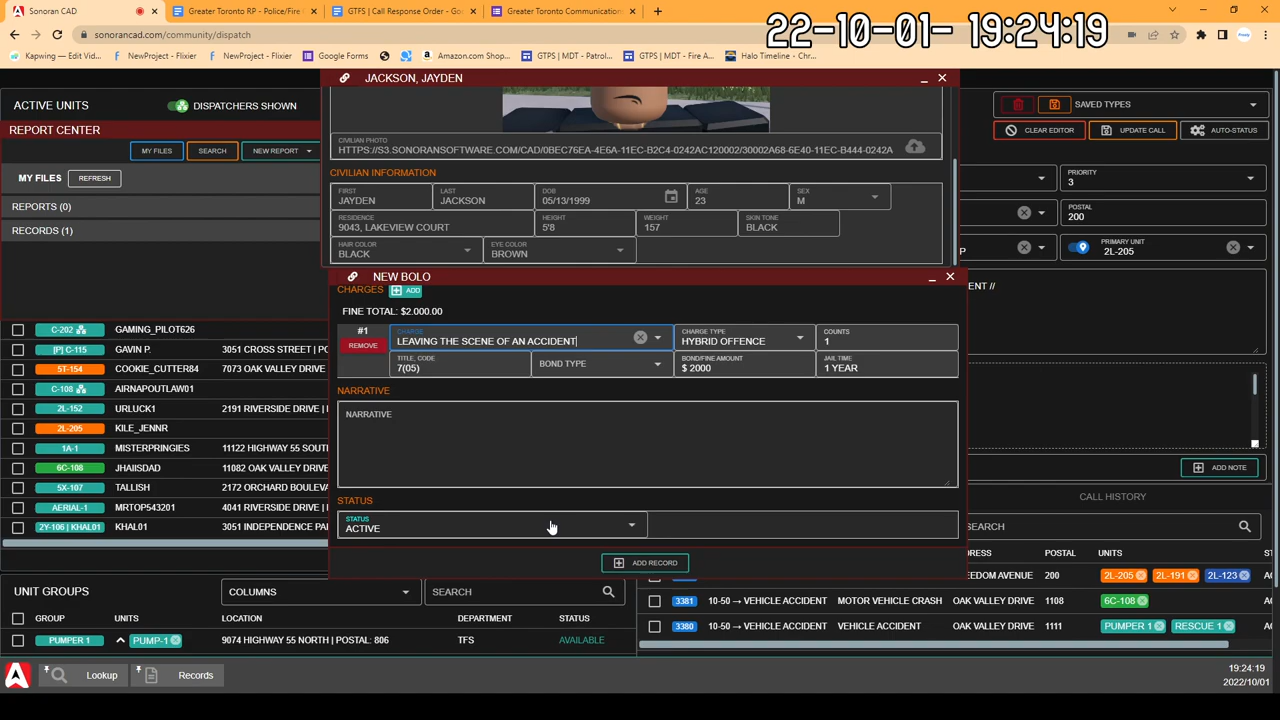 Sonoran CAD
Greater Toronto RP - Police/Fire
GTFS | Call Response Order - Go
Greater Toronto Communication
22-10-01- 19:24:19
sonorancad.com/community/dispatch
Kapwing — Edit Vid...
NewProject - Flixier
NewProject - Flixier
Google Forms
Amazon.com Shop...
GTPS | MDT - Patrol...
GTPS | MDT - Fire A...
Halo Timeline - Chr...
ACTIVE UNITS
DISPATCHERS SHOWN
REPORT CENTER
MY FILES
SEARCH
NEW REPORT
MY FILES
REFRESH
REPORTS (0)
RECORDS (1)
JACKSON, JAYDEN
CIVILIAN PHOTO
HTTPS://S3.SONORANSOFTWARE.COM/CAD/0BEC76EA-4E6A-11EC-B2C4-0242AC120002/30002A68-6E40-11EC-B444-0242A
CIVILIAN INFORMATION
FIRST
JAYDEN
LAST
JACKSON
DOB
05/13/1999
AGE
23
SEX
M
RESIDENCE
9043, LAKEVIEW COURT
HEIGHT
5'8
WEIGHT
157
SKIN TONE
BLACK
HAIR COLOR
BLACK
EYE COLOR
BROWN
SAVED TYPES
CLEAR EDITOR
UPDATE CALL
AUTO-STATUS
PRIORITY
3
POSTAL
200
PRIMARY UNIT
2L-205
ENT //
ADD NOTE
NEW BOLO
CHARGES
ADD
FINE TOTAL: $2.000.00
#1
REMOVE
CHARGE
LEAVING THE SCENE OF AN ACCIDENT
CHARGE TYPE
HYBRID OFFENCE
COUNTS
1
TITLE, CODE
7(05)
BOND TYPE
BOND/FINE AMOUNT
$ 2000
JAIL TIME
1 YEAR
NARRATIVE
NARRATIVE
STATUS
STATUS
ACTIVE
ADD RECORD
C-202 GAMING_PILOT626
[P] C-115 GAVIN P. 3051 CROSS STREET | P
5T-154 COOKIE_CUTTER84 7073 OAK VALLEY DRIVE
C-108 AIRNAPOUTLAW01
2L-152 URLUCK1 2191 RIVERSIDE DRIVE |
2L-205 KILE_JENNR
1A-1 MISTERPRINGIES 11122 HIGHWAY 55 SOUT
6C-108 JHAIISDAD 11082 OAK VALLEY DRIVE
5X-107 TALLISH 2172 ORCHARD BOULEVA
AERIAL-1 MRTOP543201 4041 RIVERSIDE DRIVE |
2Y-106 | KHAL01 KHAL01 3051 INDEPENDENCE PA
CALL HISTORY
SEARCH
DRESS POSTAL UNITS
EEDOM AVENUE 200 2L-205 2L-191 2L-123 A
3381 10-50 → VEHICLE ACCIDENT MOTOR VEHICLE CRASH OAK VALLEY DRIVE 1108 6C-108
3380 10-50 → VEHICLE ACCIDENT VEHICLE ACCIDENT OAK VALLEY DRIVE 1111 PUMPER 1 RESCUE 1
UNIT GROUPS
COLUMNS
SEARCH
GROUP UNITS LOCATION DEPARTMENT STATUS
PUMPER 1 PUMP-1 9074 HIGHWAY 55 NORTH | POSTAL: 806 TFS AVAILABLE
Lookup
Records
19:24:19
2022/10/01